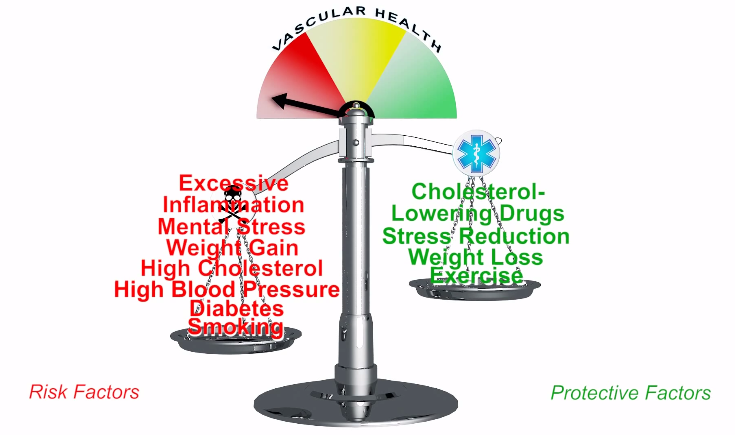 VASCULAR HEALTH
Excessive
Inflammation
Mental Stress
Weight Gain
High Cholesterol
High Blood Pressure
Diabetes
Smoking
Cholesterol-
Lowering Drugs
Stress Reduction
Weight Loss
Exercise
Risk Factors
Protective Factors